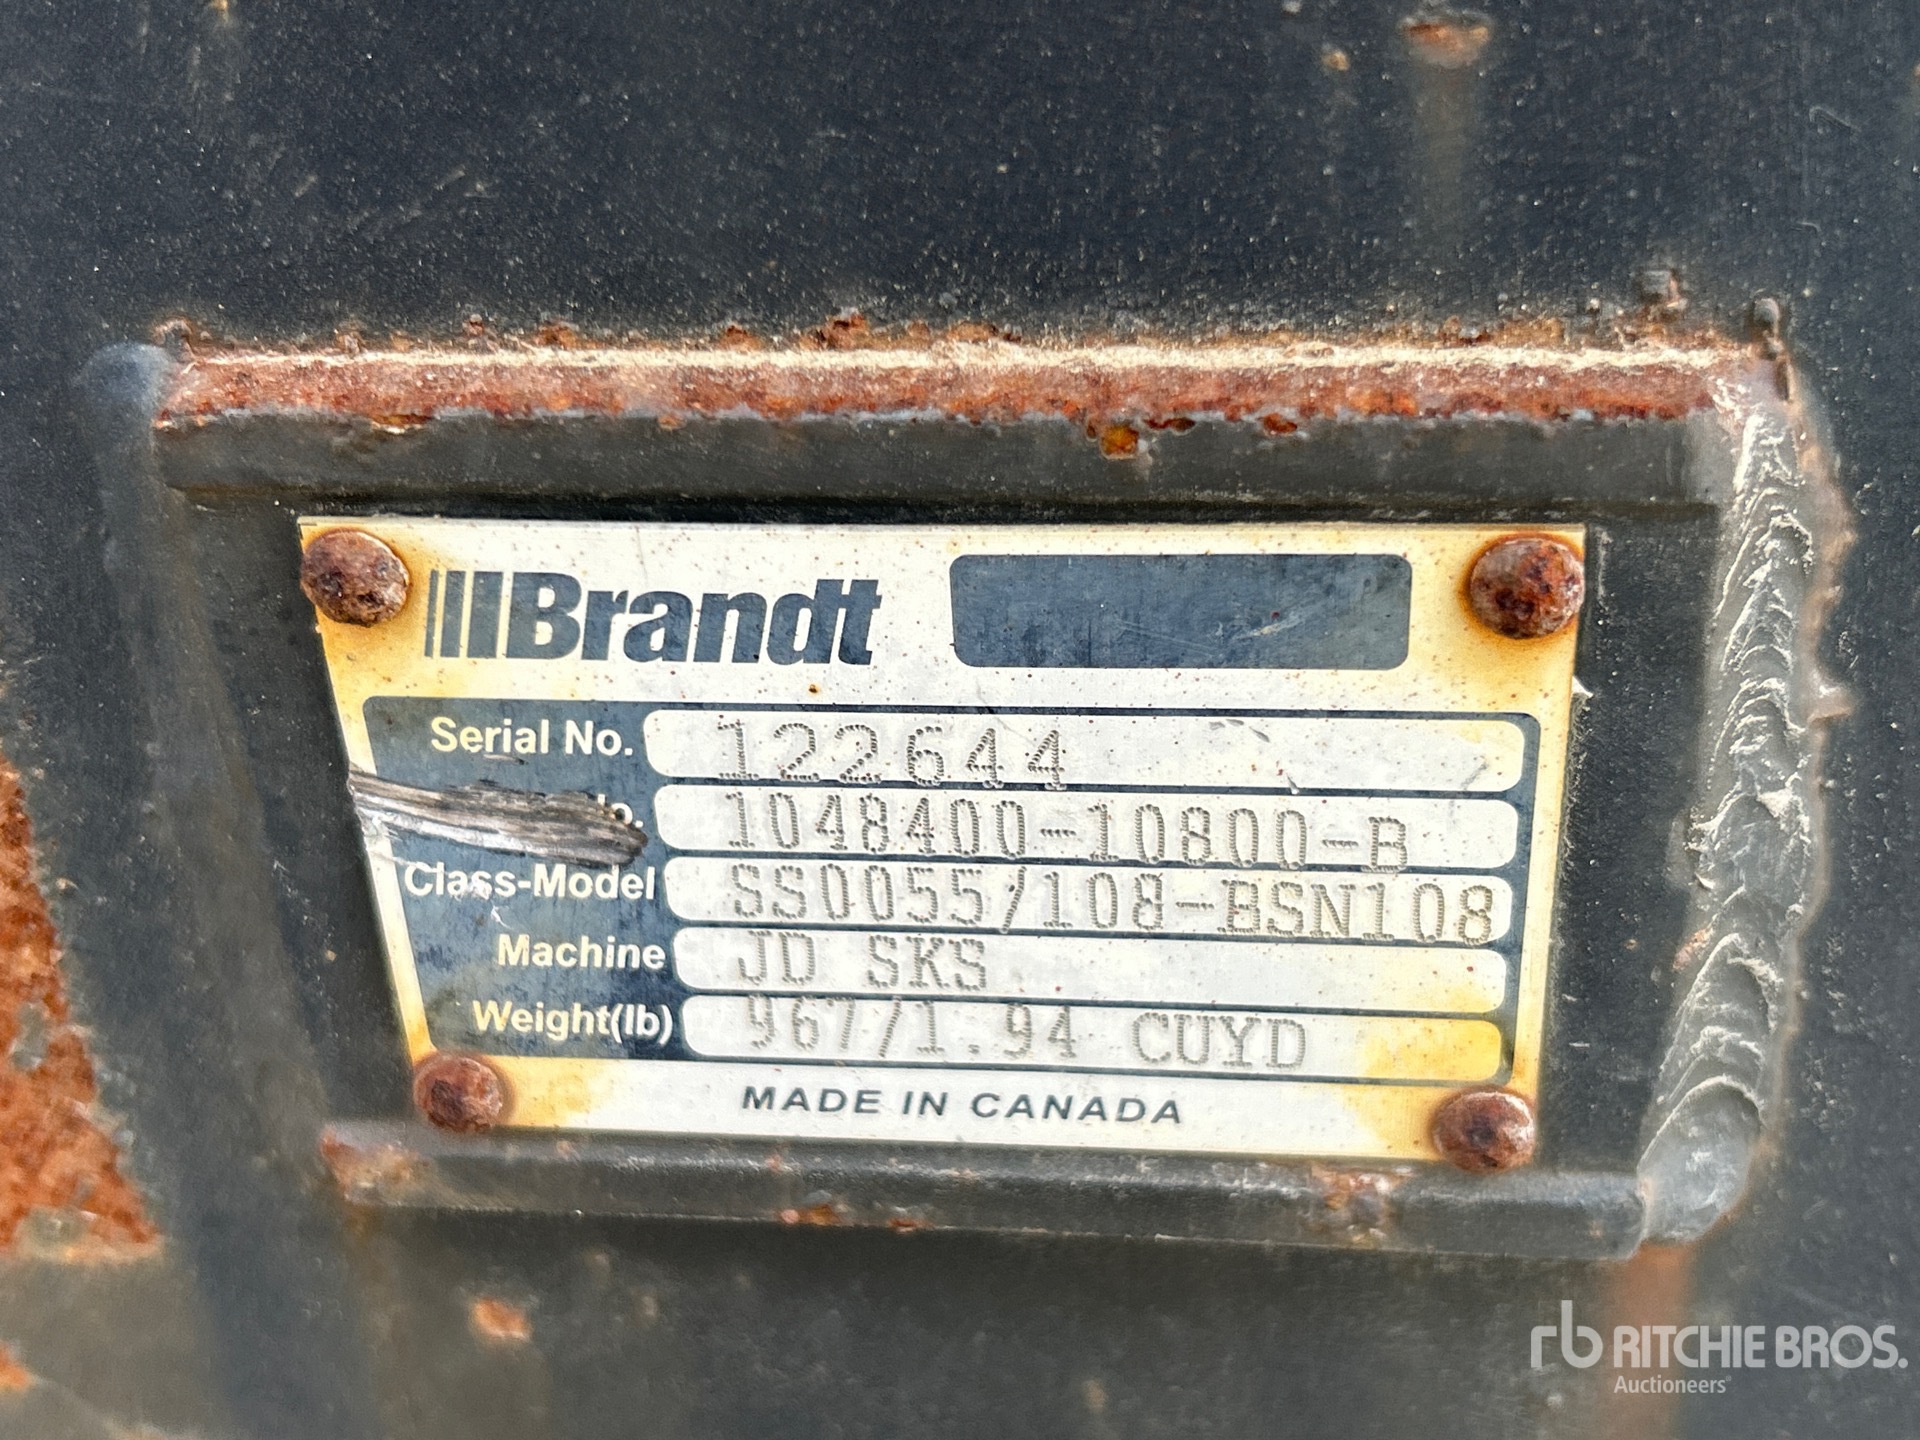 Brandt
Serial No. 122644
o. 1048400-10800-B
Class-Model SS0055/108-BSN108
Machine JD SKS
Weight(lb) 967/1.94 CUYD
MADE IN CANADA
rb RITCHIE BROS.
Auctioneers